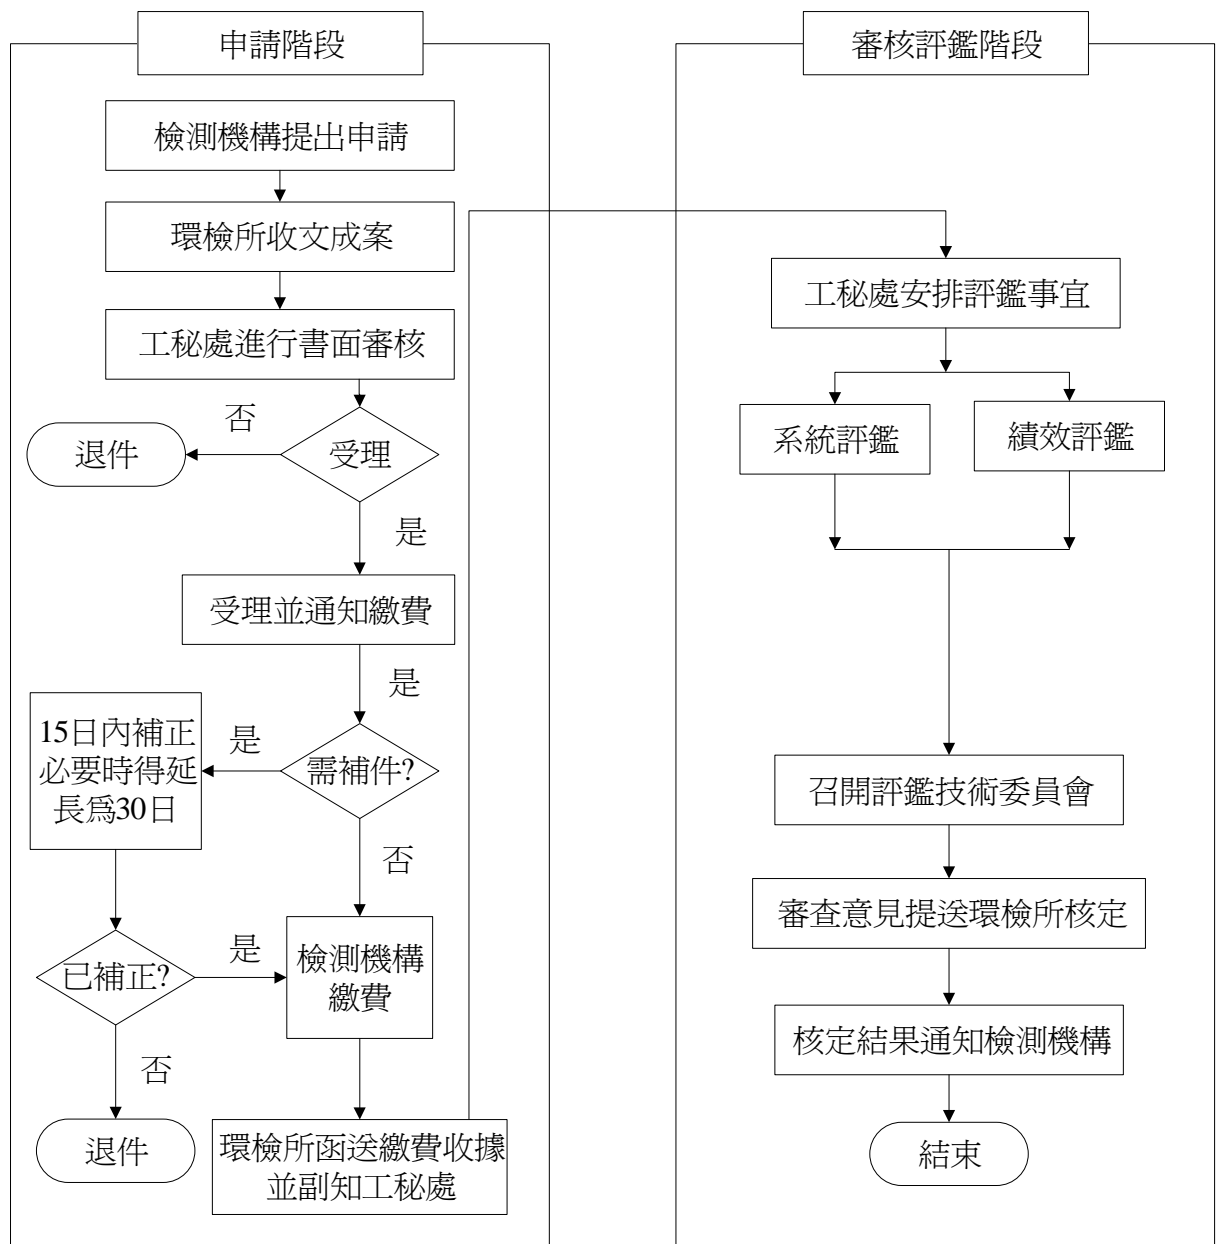 申請階段
檢測機構提出申請
環檢所收文成案
工秘處進行書面審核
否
退件
受理
是
受理並通知繳費
是
15日內補正
必要時得延
長為30日
是
需補件?
否
已補正?
是
檢測機構
繳費
否
退件
環檢所函送繳費收據
並副知工秘處
審核評鑑階段
工秘處安排評鑑事宜
系統評鑑
績效評鑑
召開評鑑技術委員會
審查意見提送環檢所核定
核定結果通知檢測機構
結束